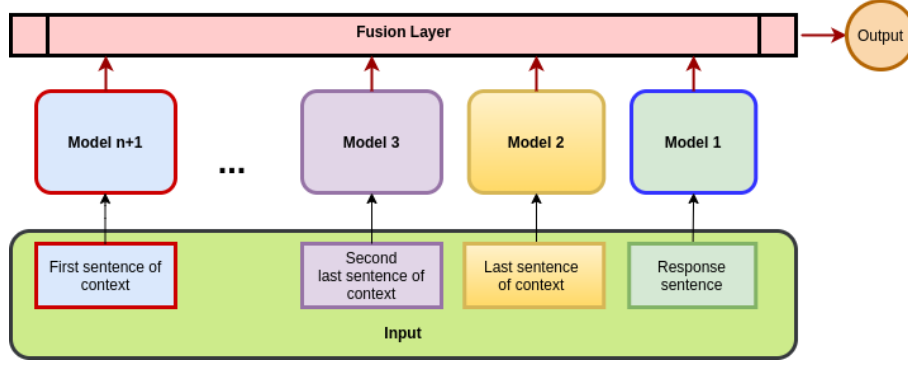 Fusion Layer
Output
Model n+1
...
Model 3
Model 2
Model 1
First sentence of
context
Second
last sentence of
context
Last sentence
of context
Response
sentence
Input